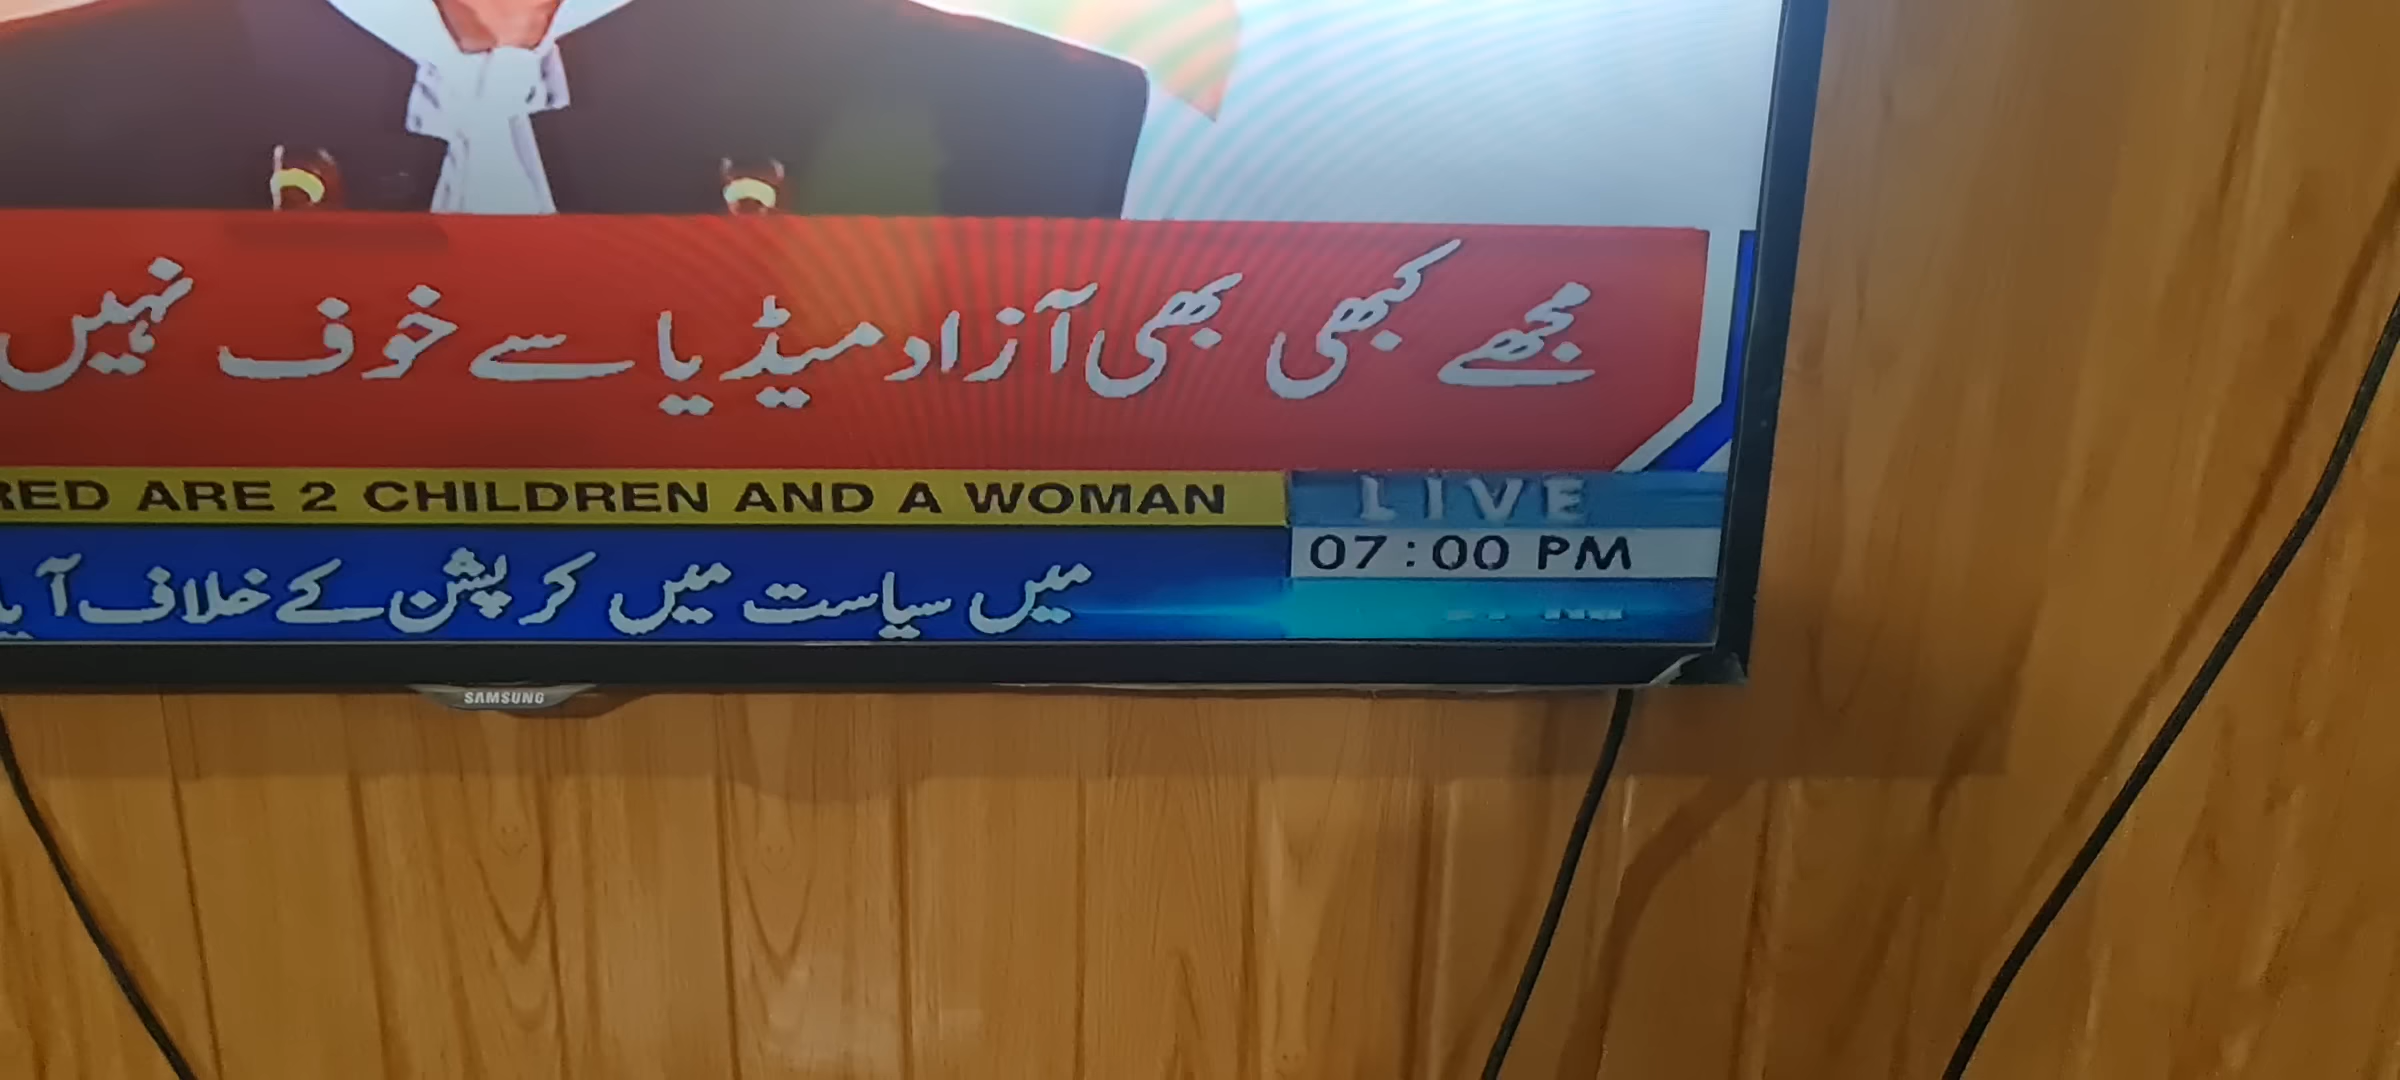 مجھے کبھی بھی آزاد میڈیا سے خوف نہیں
ARE 2 CHILDREN AND A WOMAN
LIVE
07:00 PM
میں سیاست میں کرپشن کے خلاف آیا
SAMSUNG